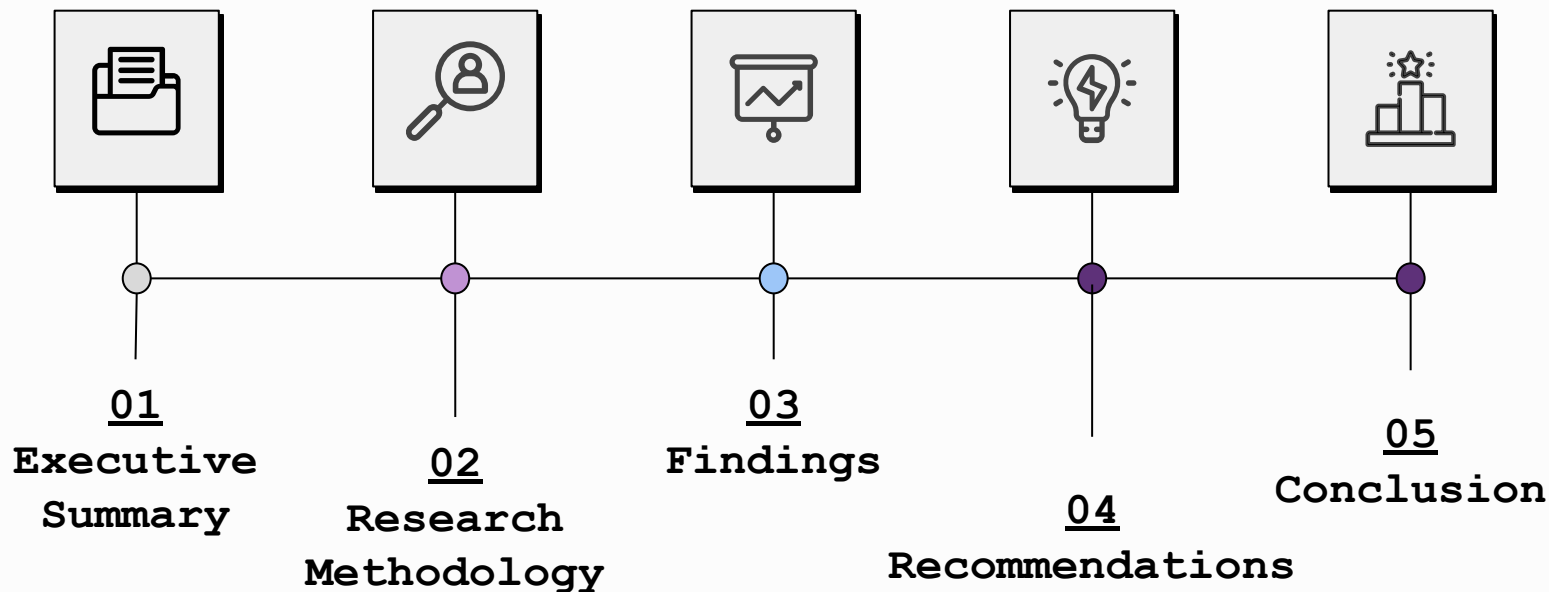 01
Executive
Summary
02
Research
Methodology
03
Findings
04
Recommendations
05
Conclusion